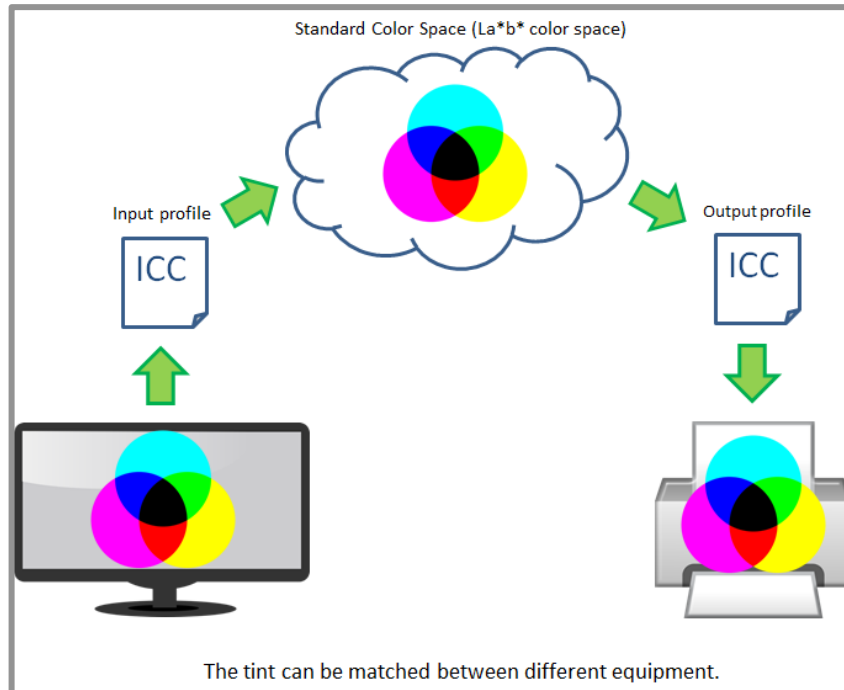 Standard Color Space (La*b* color space)
Input profile
Output profile
ICC
ICC
The tint can be matched between different equipment.